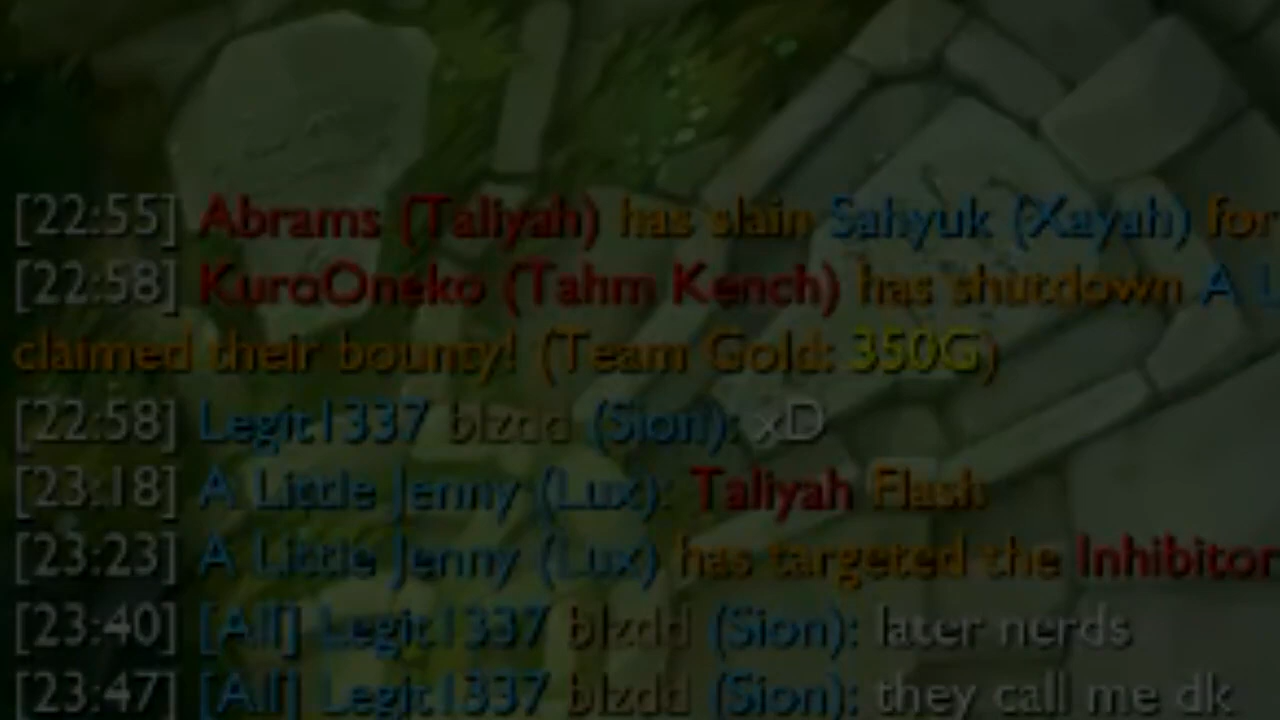 [22:55] Abrams (Taliyah) has slain Sahyuk (Xayah) for
[22:58] KuroOneko (Tahm Kench) has shutdown A L
claimed their bounty! (Team Gold: 350G)
[22:58] Legit1337 blzdd (Sion): xD
[23:18] A Little Jenny (Lux): Taliyah Flash
[23:23] A Little Jenny (Lux) has targeted the Inhibitor
[23:40] [All] Legit1337 blzdd (Sion): later nerds
[23:47] [All] Legit1337 blzdd (Sion): they call me dk